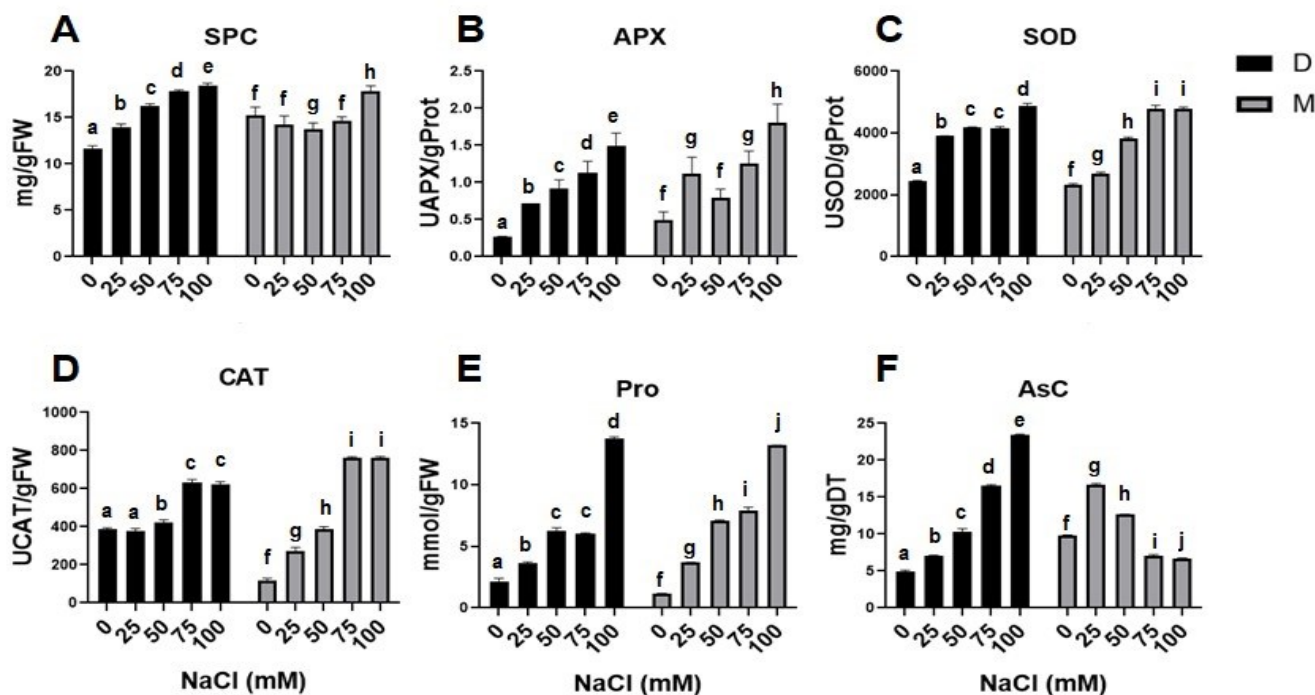 A
SPC
mg/gFW
20
15
10
5
0
a b c d e f f g f h
0 25 50 75 100 0 25 50 75 100
B
APX
UAPX/gProt
2.5
2.0
1.5
1.0
0.5
0.0
a b c d e f g f g h
0 25 50 75 100 0 25 50 75 100
C
SOD
USOD/gProt
6000
4000
2000
0
a b c c d f g h i i
0 25 50 75 100 0 25 50 75 100
D
M
D
CAT
UCAT/gFW
1000
800
600
400
200
0
a a b c c f g h i i
0 25 50 75 100 0 25 50 75 100
NaCl (mM)
E
Pro
mmol/gFW
15
10
5
0
a b c c d f g h i j
0 25 50 75 100 0 25 50 75 100
NaCl (mM)
F
AsC
mg/gDT
25
20
15
10
5
0
a b c d e f g h i j
0 25 50 75 100 0 25 50 75 100
NaCl (mM)